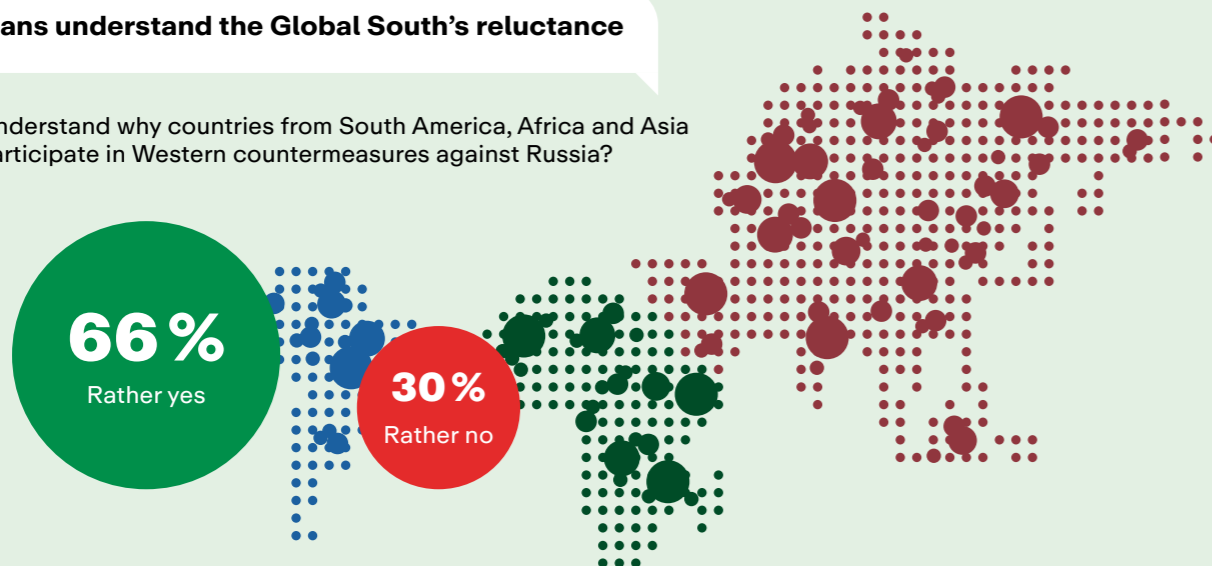 ans understand the Global South’s reluctance
nderstand why countries from South America, Africa and Asia
articipate in Western countermeasures against Russia?
66 %
Rather yes
30 %
Rather no